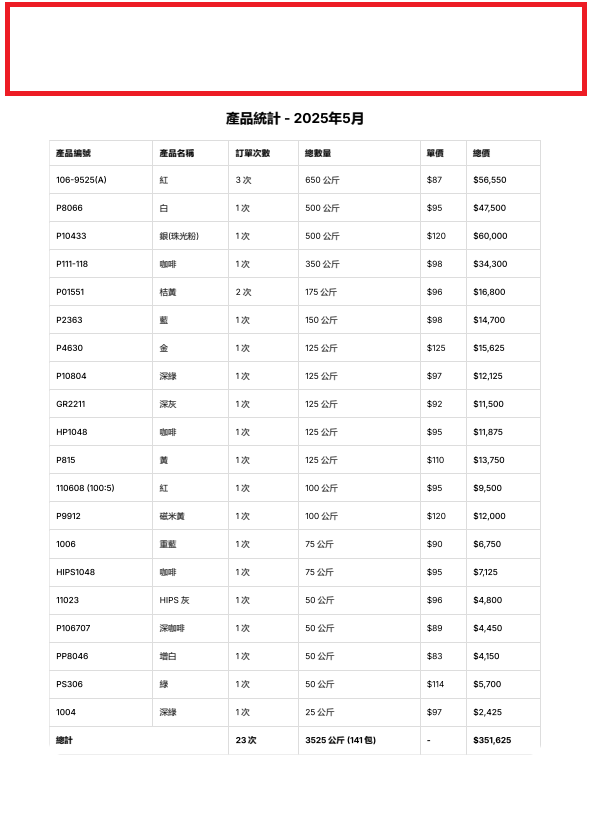 產品統計 - 2025年5月
產品編號 產品名稱 訂單次數 總數量 單價 總價
106-9525(A) 紅 3 次 650 公斤 $87 $56,550
P8066 白 1 次 500 公斤 $95 $47,500
P10433 銀(珠光粉) 1 次 500 公斤 $120 $60,000
P111-118 咖啡 1 次 350 公斤 $98 $34,300
P01551 桔黃 2 次 175 公斤 $96 $16,800
P2363 藍 1 次 150 公斤 $98 $14,700
P4630 金 1 次 125 公斤 $125 $15,625
P10804 深綠 1 次 125 公斤 $97 $12,125
GR2211 深灰 1 次 125 公斤 $92 $11,500
HP1048 咖啡 1 次 125 公斤 $95 $11,875
P815 黃 1 次 125 公斤 $110 $13,750
110608 (100:5) 紅 1 次 100 公斤 $95 $9,500
P9912 磁米黃 1 次 100 公斤 $120 $12,000
1006 重藍 1 次 75 公斤 $90 $6,750
HIPS1048 咖啡 1 次 75 公斤 $95 $7,125
11023 HIPS 灰 1 次 50 公斤 $96 $4,800
P106707 深咖啡 1 次 50 公斤 $89 $4,450
PP8046 增白 1 次 50 公斤 $83 $4,150
PS306 綠 1 次 50 公斤 $114 $5,700
1004 深綠 1 次 25 公斤 $97 $2,425
總計 23 次 3525 公斤 (141 包) - $351,625